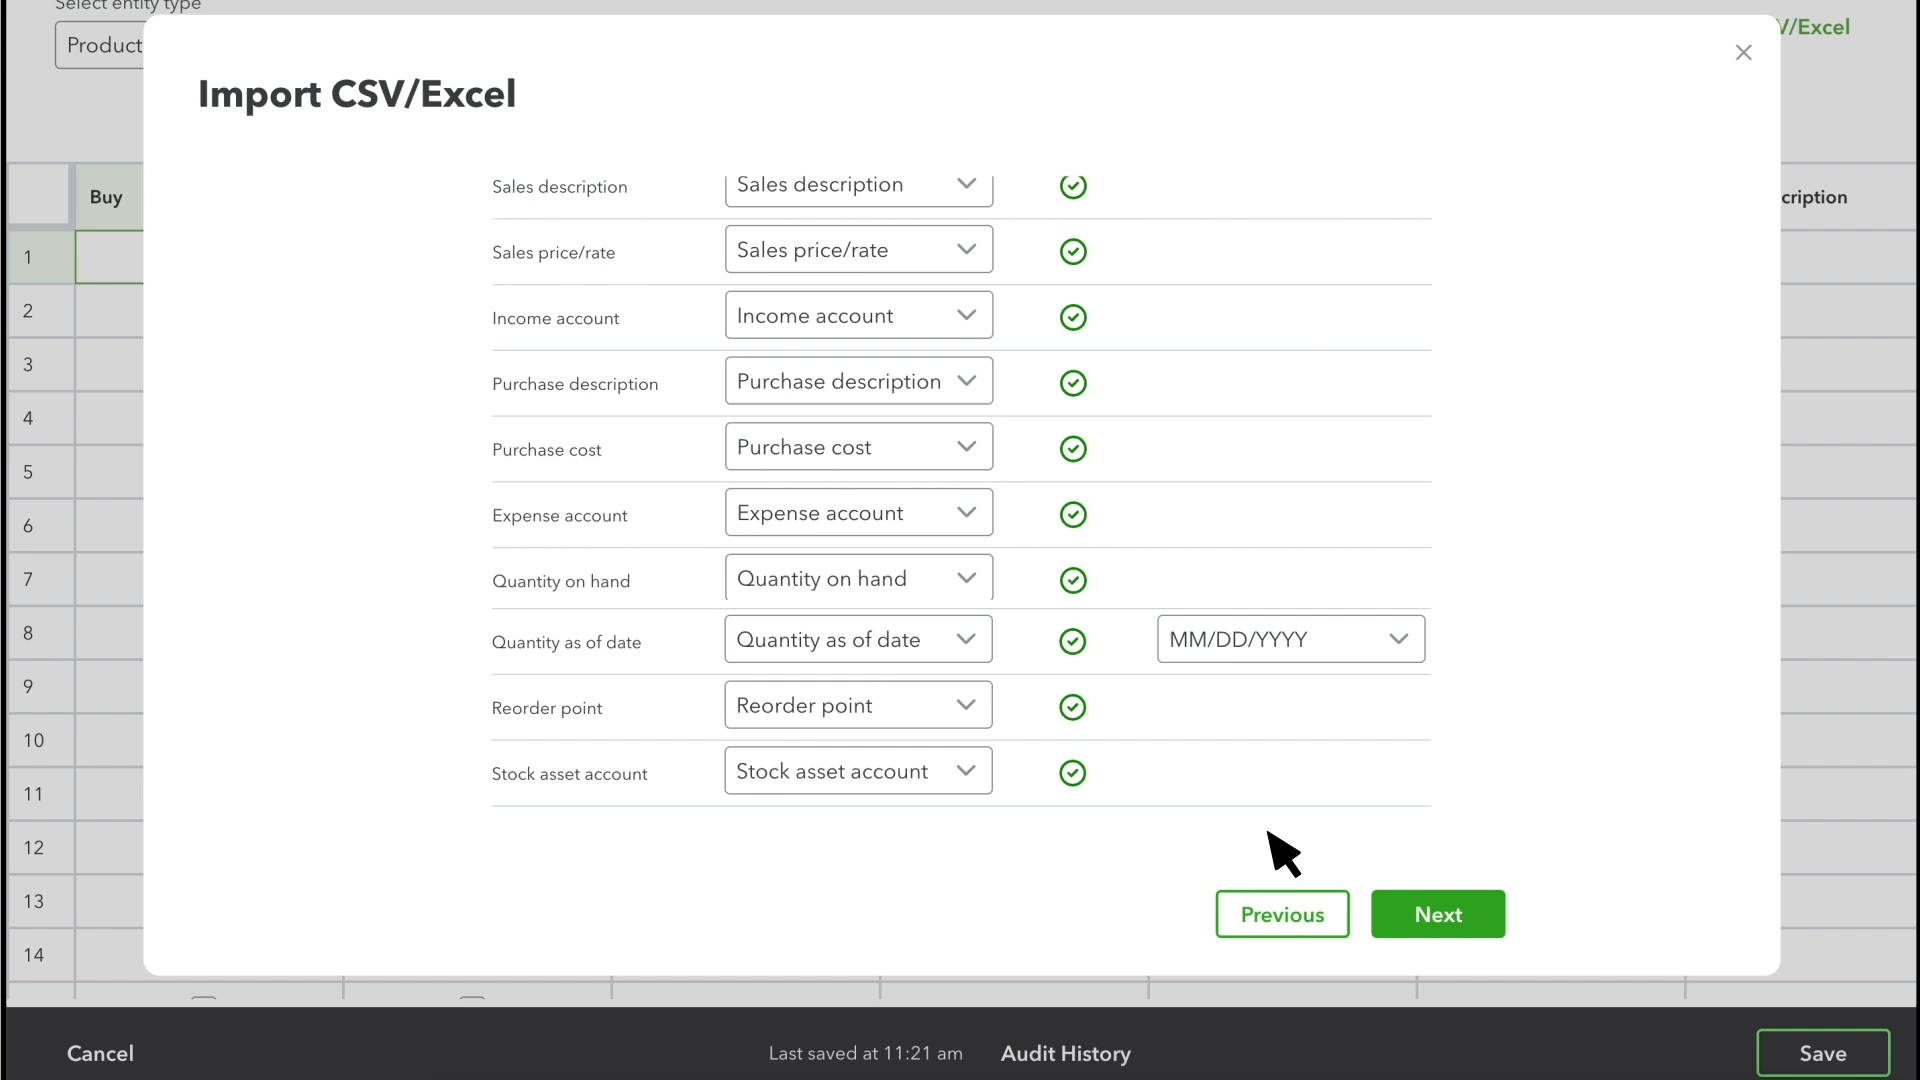 Select entity type
Product
V/Excel
Import CSV/Excel
Buy
cription
Sales description Sales description
Sales price/rate Sales price/rate
Income account Income account
Purchase description Purchase description
Purchase cost Purchase cost
Expense account Expense account
Quantity on hand Quantity on hand
Quantity as of date Quantity as of date MM/DD/YYYY
Reorder point Reorder point
Stock asset account Stock asset account
1
2
3
4
5
6
7
8
9
10
11
12
13
14
Previous Next
Cancel Last saved at 11:21 am Audit History Save